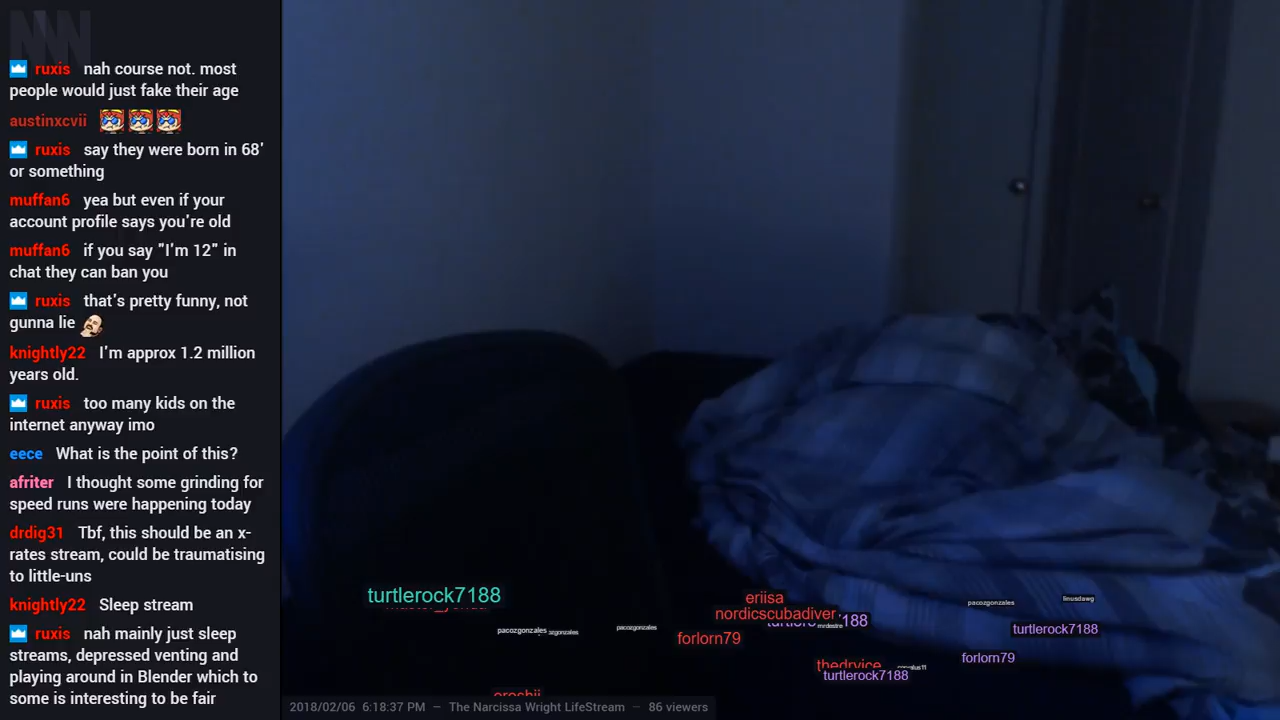 NNN
ruxis nah course not. most
people would just fake their age
austinxcvii
ruxis say they were born in 68'
or something
muffan6 yea but even if your
account profile says you're old
muffan6 if you say "I'm 12" in
chat they can ban you
ruxis that's pretty funny, not
gunna lie
knightly22 I'm approx 1.2 million
years old.
ruxis too many kids on the
internet anyway imo
eece What is the point of this?
afriter I thought some grinding for
speed runs were happening today
drdig31 Tbf, this should be an x-
rates stream, could be traumatising
to little-uns
knightly22 Sleep stream
ruxis nah mainly just sleep
streams, depressed venting and
playing around in Blender which to
some is interesting to be fair
turtlerock7188
eriisa
nordicscubadiver
188
pacozgonzales
linusdawg
pacozgonzales
pacozgonzales
forlorn79
turtlerock7188
forlorn79
thedrvice
turtlerock7188
2018/02/06 6:18:37 PM – The Narcissa Wright LifeStream – 86 viewers